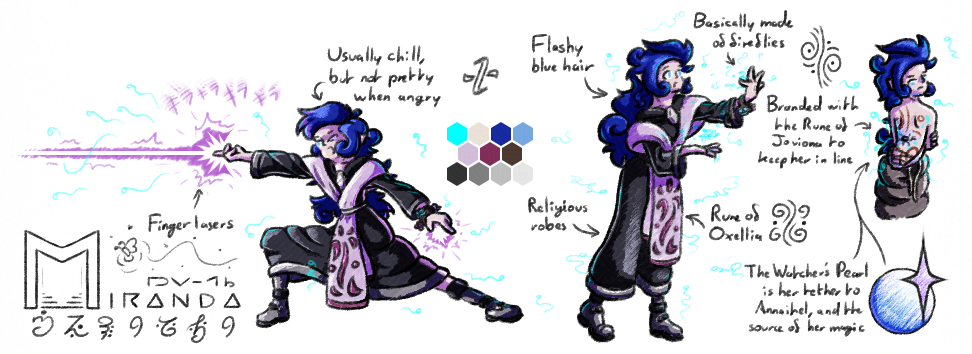 Usually chill,
but not pretty
when angry
Finger lasers
MIRANDA
Flashy
blue hair
Basically made
of fireflies
Religious
robes
Rune of
Oxellia
Branded with
the Rune of
Joviona to
keep her in line
The Watcher's Pearl
is her tether to
Annaihel, and the
source of her magic